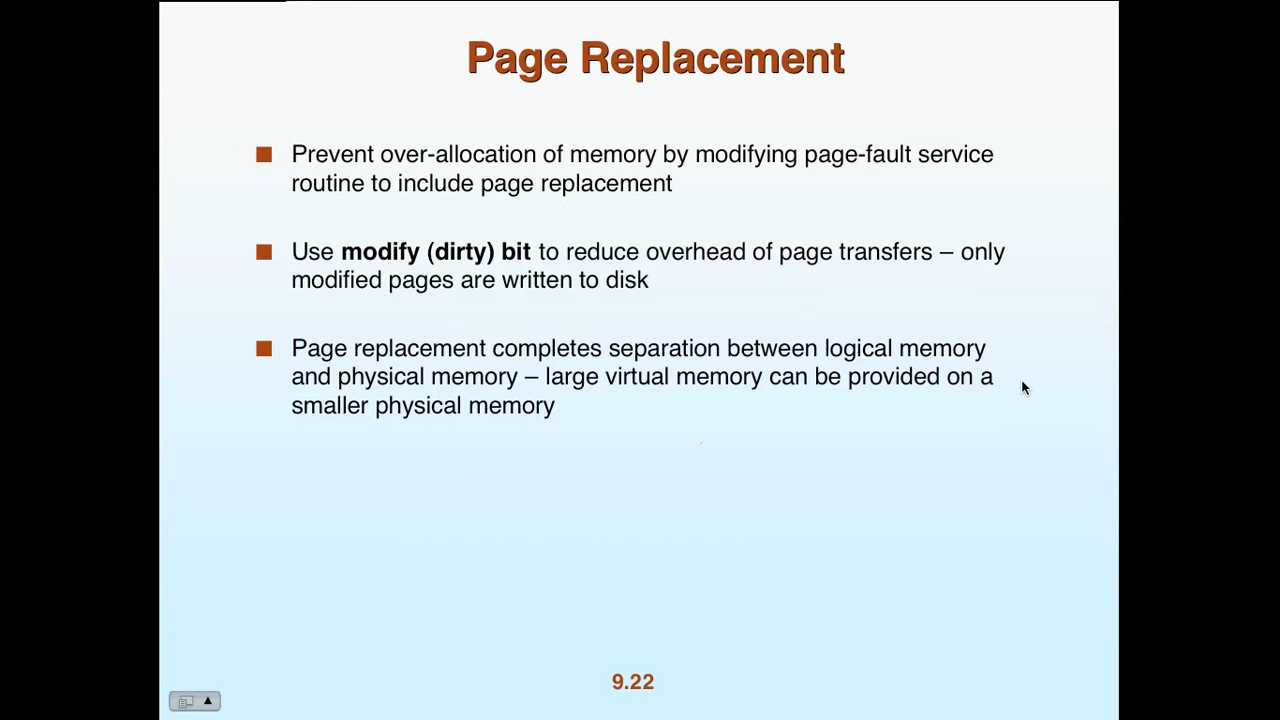 Page Replacement
Prevent over-allocation of memory by modifying page-fault service
routine to include page replacement
Use modify (dirty) bit to reduce overhead of page transfers – only
modified pages are written to disk
Page replacement completes separation between logical memory
and physical memory – large virtual memory can be provided on a
smaller physical memory
9.22